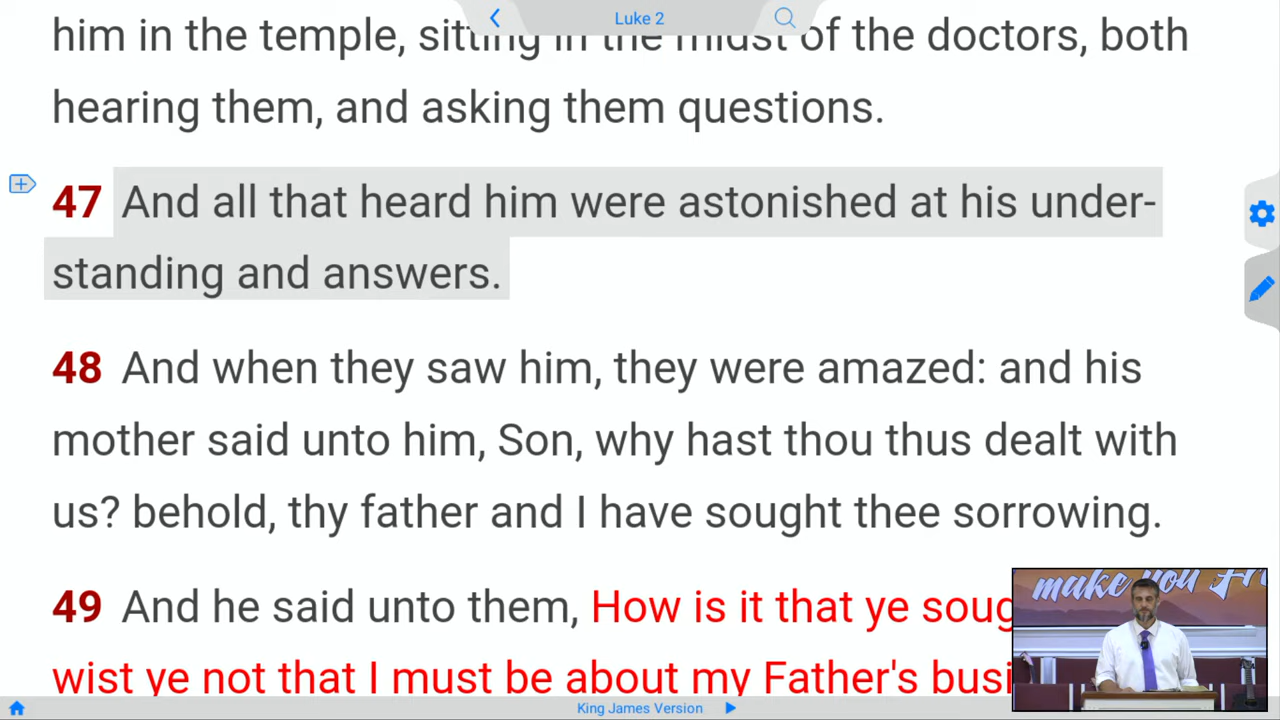 Luke 2
him in the temple, sitting in the midst of the doctors, both
hearing them, and asking them questions.
47 And all that heard him were astonished at his under-
standing and answers.
48 And when they saw him, they were amazed: and his
mother said unto him, Son, why hast thou thus dealt with
us? behold, thy father and I have sought thee sorrowing.
49 And he said unto them, How is it that ye soug
wist ye not that I must be about my Father's busi
make you
King James Version